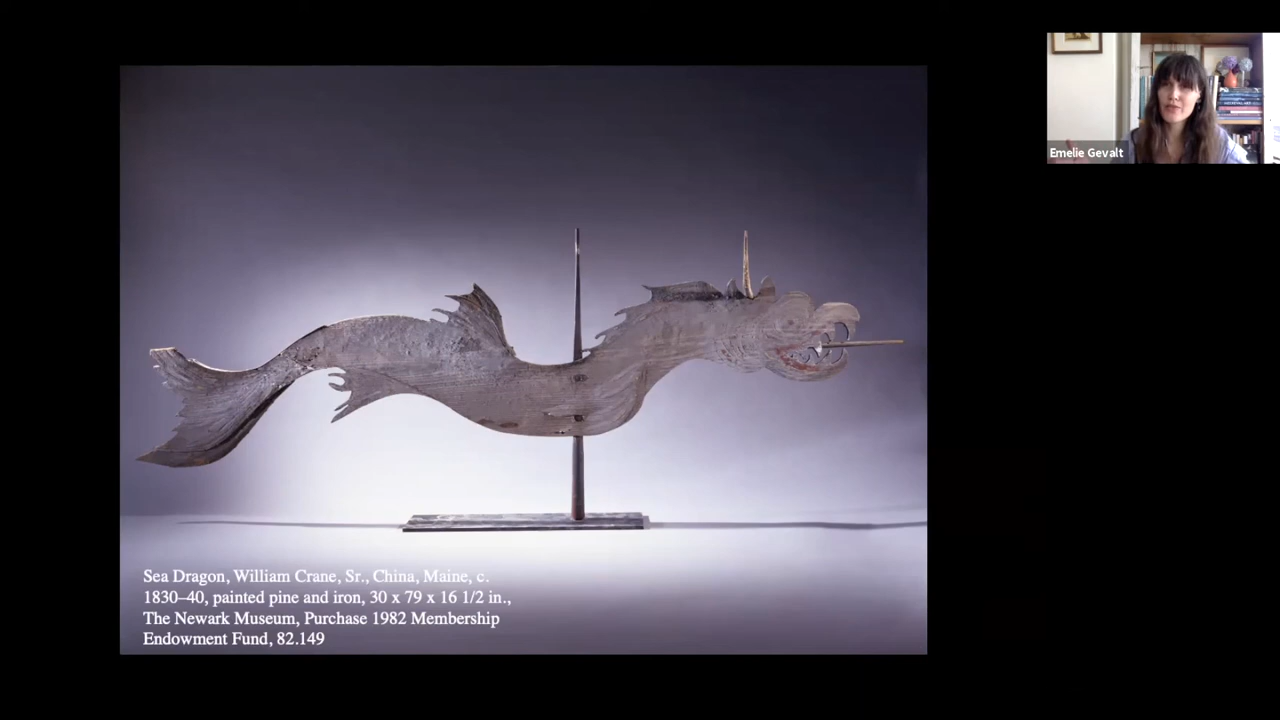 Emelie Gevalt
Sea Dragon, William Crane, Sr., China, Maine, c.
1830–40, painted pine and iron, 30 x 79 x 16 1/2 in.,
The Newark Museum, Purchase 1982 Membership
Endowment Fund, 82.149